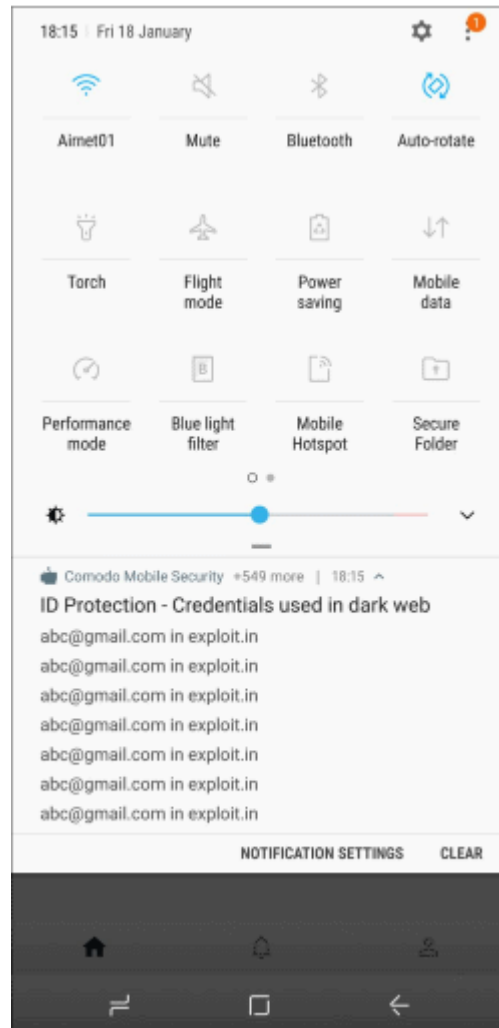 18:15 | Fri 18 January
1
Airnet01 Mute Bluetooth Auto-rotate
Torch Flight mode Power saving Mobile data
Performance mode Blue light filter Mobile Hotspot Secure Folder
B
Comodo Mobile Security +549 more | 18:15
ID Protection - Credentials used in dark web
abc@gmail.com in exploit.in
abc@gmail.com in exploit.in
abc@gmail.com in exploit.in
abc@gmail.com in exploit.in
abc@gmail.com in exploit.in
abc@gmail.com in exploit.in
abc@gmail.com in exploit.in
NOTIFICATION SETTINGS CLEAR